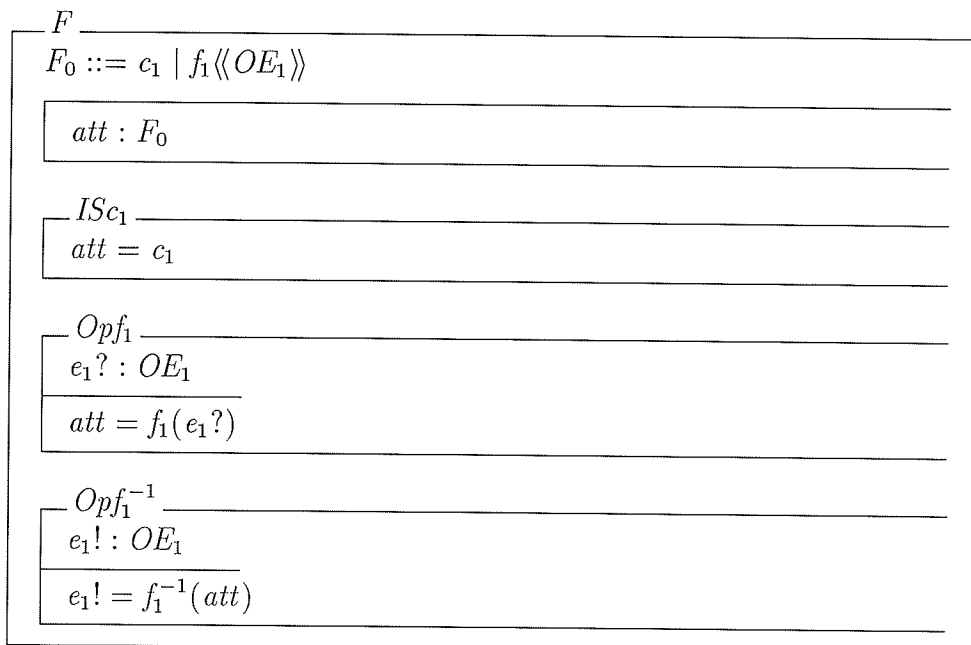 F
F₀ ::= c₁ | f₁⟪OE₁⟫
att : F₀
ISc₁
att = c₁
Opf₁
e₁? : OE₁
att = f₁(e₁?)
Opf₁⁻¹
e₁! : OE₁
e₁! = f₁⁻¹(att)